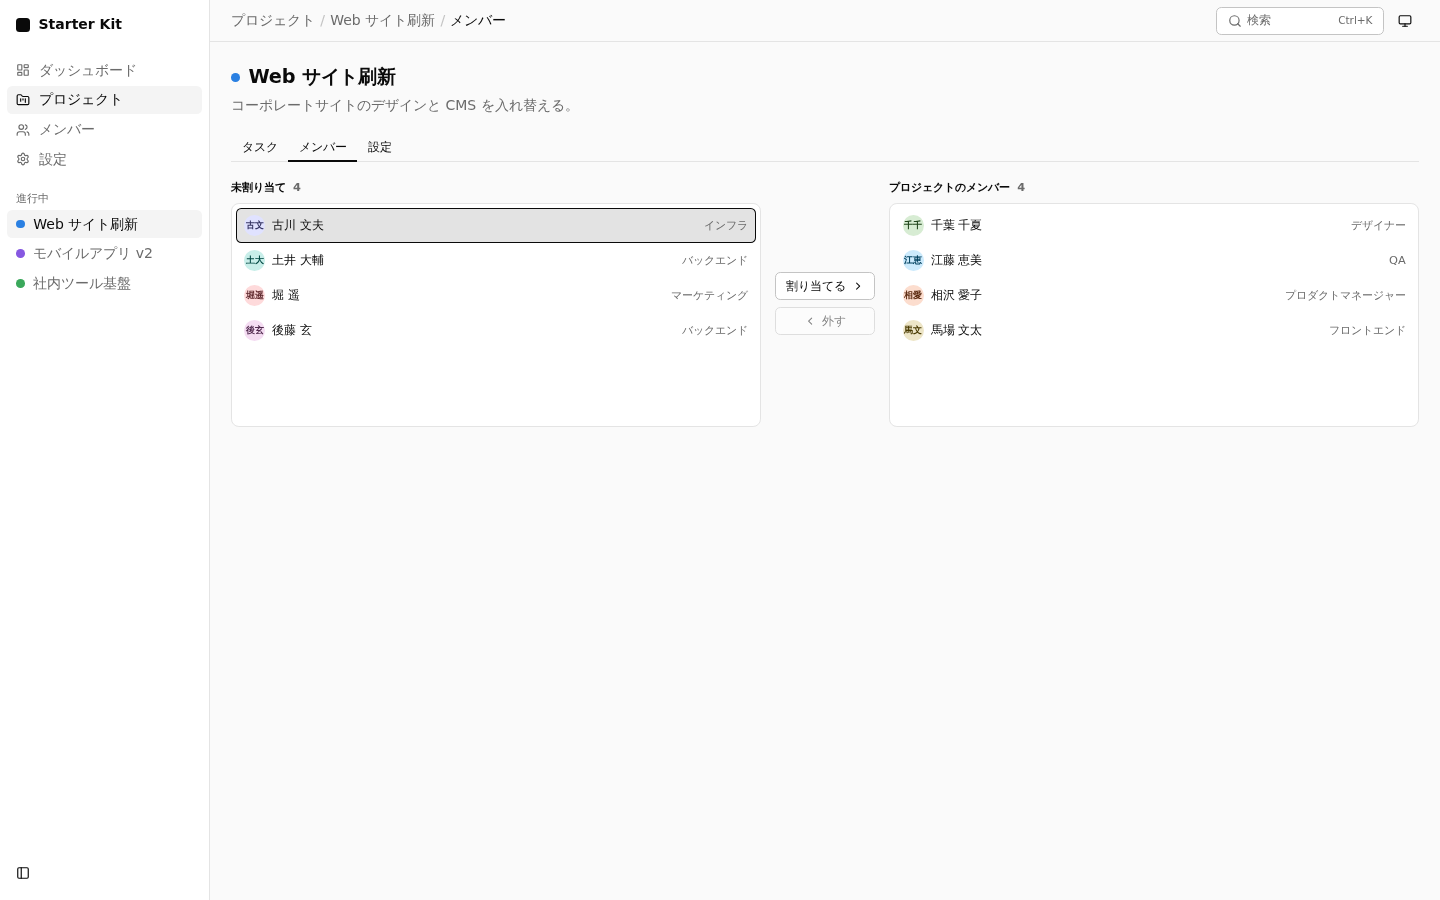 Starter Kit
ダッシュボード
プロジェクト
メンバー
設定
進行中
Web サイト刷新
モバイルアプリ v2
社内ツール基盤
プロジェクト / Web サイト刷新 / メンバー
検索 Ctrl+K
Web サイト刷新
コーポレートサイトのデザインと CMS を入れ替える。
タスク メンバー 設定
未割り当て 4
古文 古川 文夫 インフラ
土大 土井 大輔 バックエンド
堀遥 堀 遥 マーケティング
後玄 後藤 玄 バックエンド
割り当てる
外す
プロジェクトのメンバー 4
千千 千葉 千夏 デザイナー
江恵 江藤 恵美 QA
相愛 相沢 愛子 プロダクトマネージャー
馬文 馬場 文太 フロントエンド